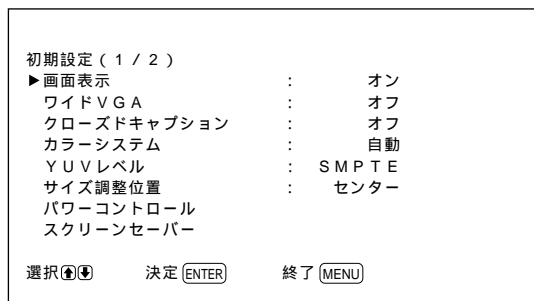 初期設定(1/2)
▶画面表示 : オン
ワイドVGA : オフ
クローズドキャプション : オフ
カラーシステム : 自動
YUVレベル : SMPTE
サイズ調整位置 : センター
パワーコントロール
スクリーンセーバー
選択⬆⬇ 決定 ENTER 終了 MENU